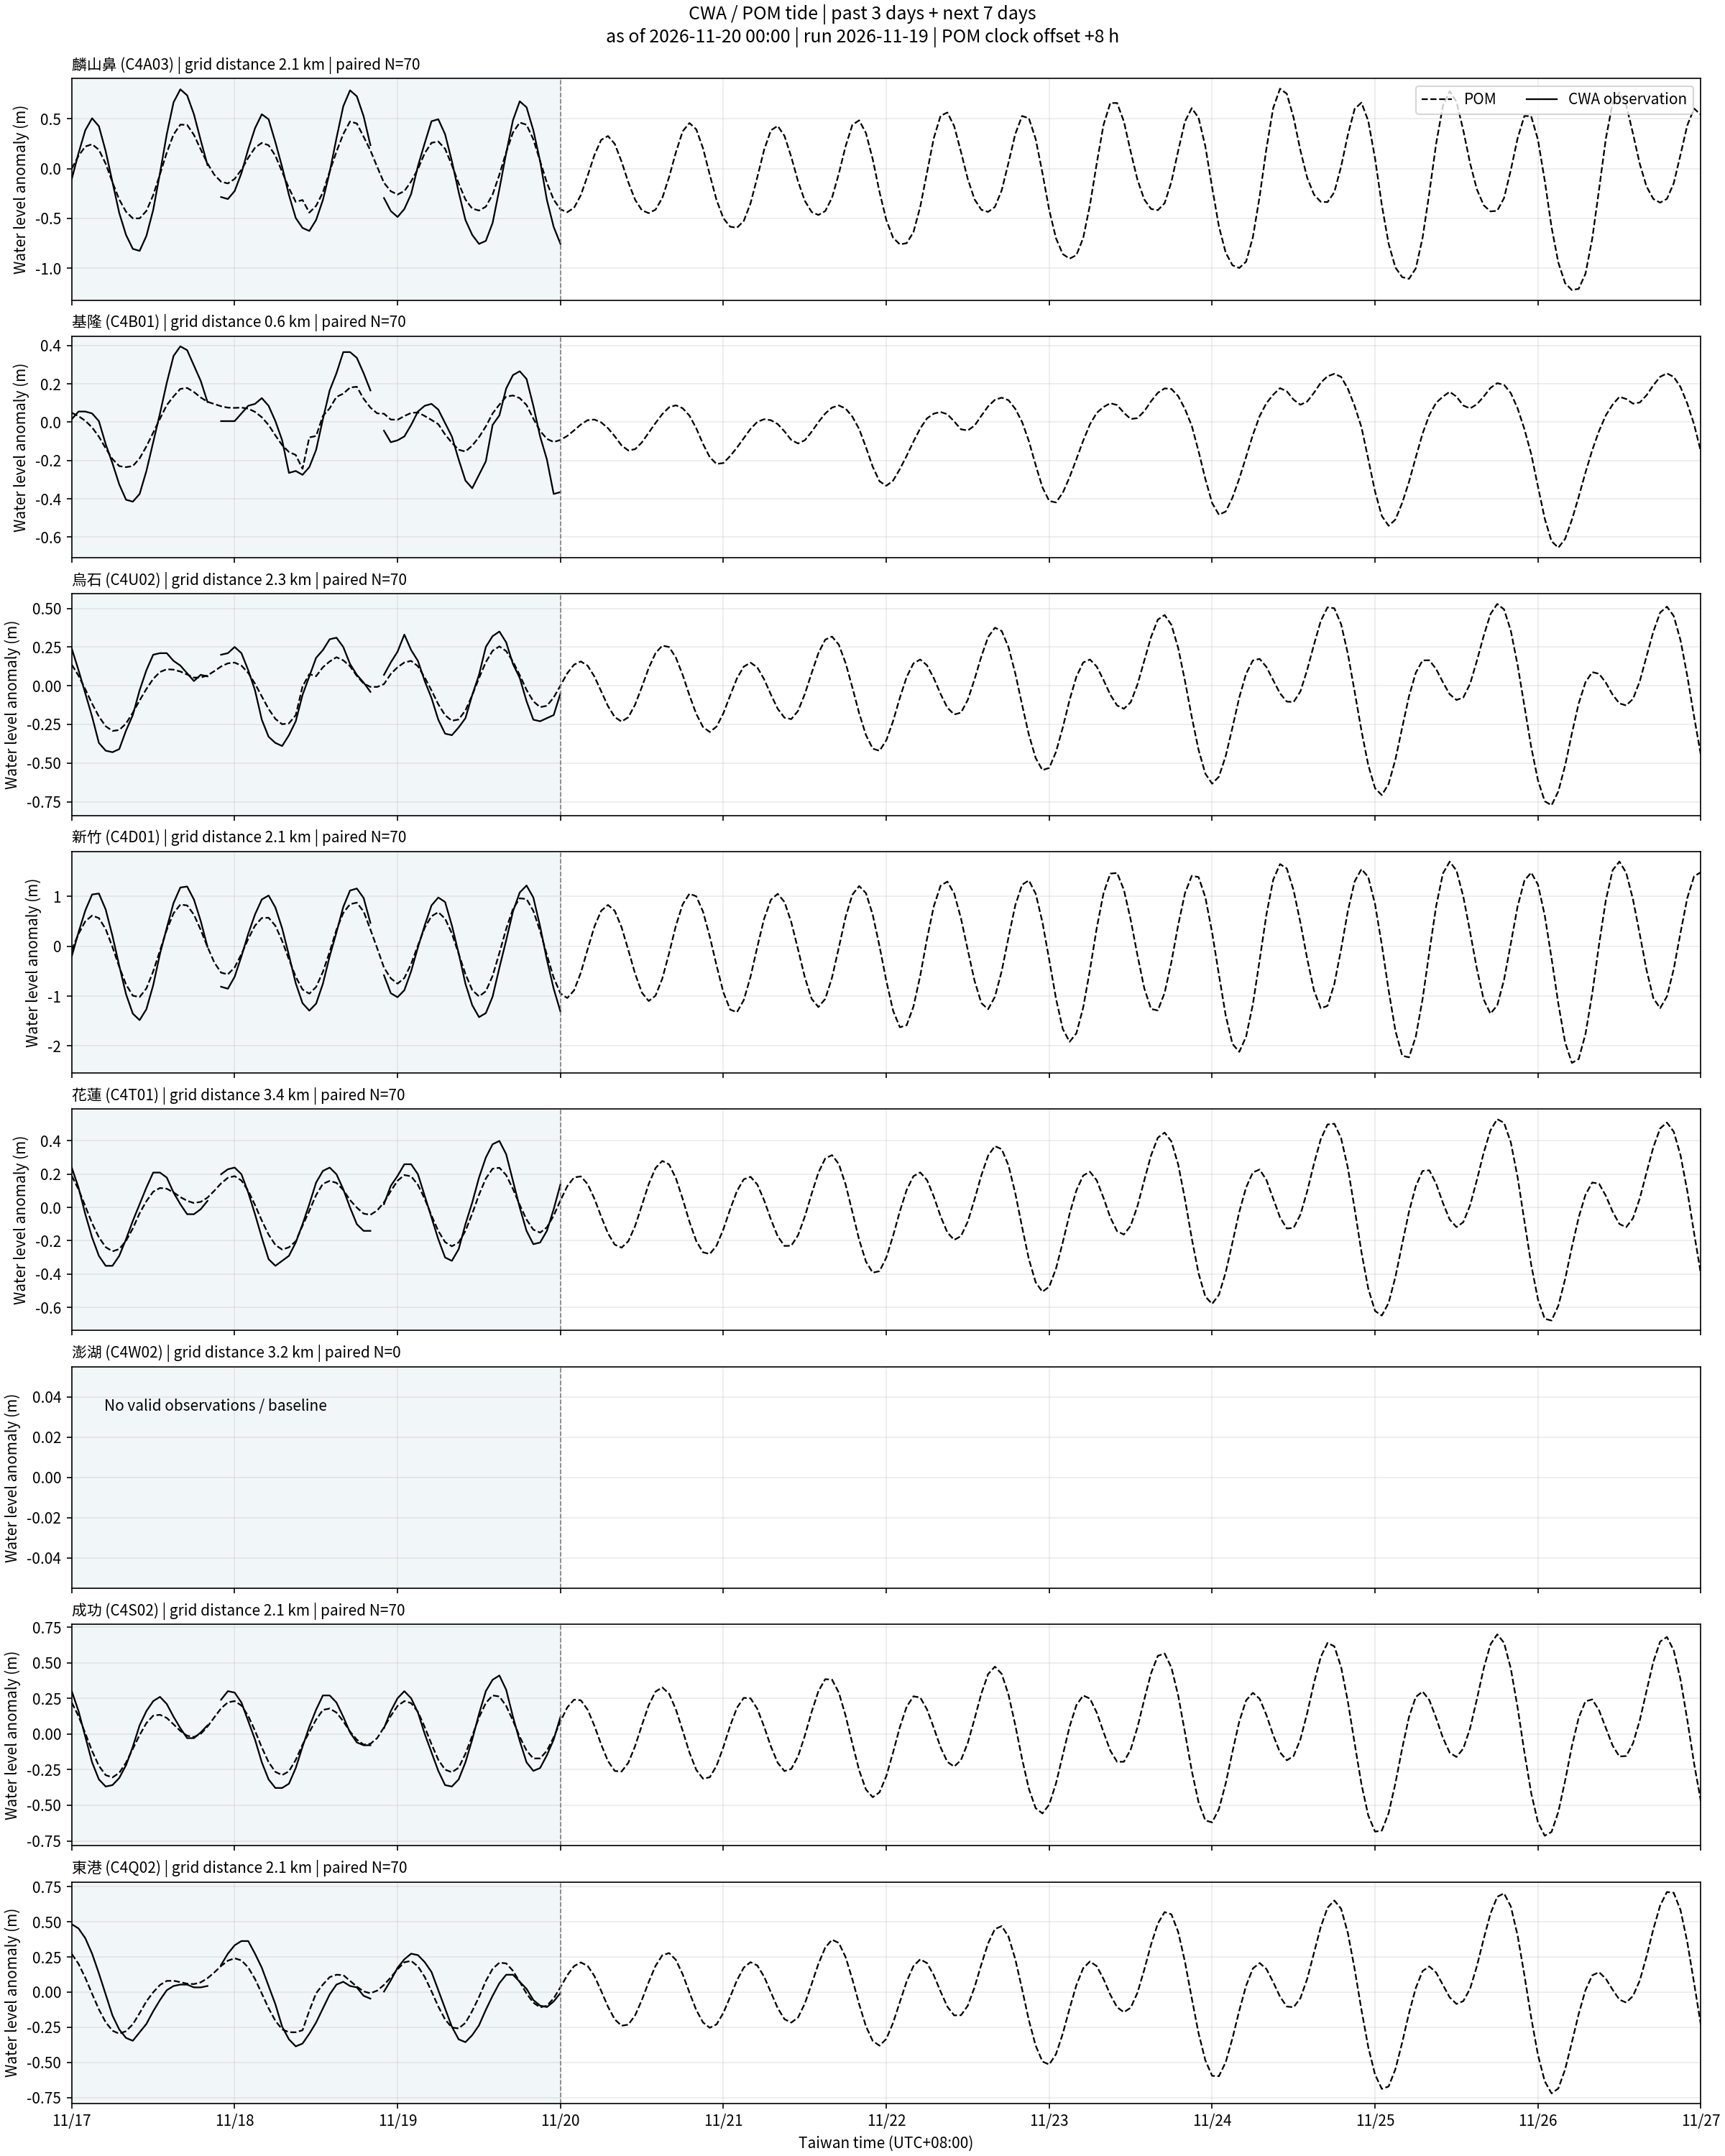 CWA / POM tide | past 3 days + next 7 days
as of 2026-11-20 00:00 | run 2026-11-19 | POM clock offset +8 h
麟山鼻 (C4A03) | grid distance 2.1 km | paired N=70
POM
CWA observation
Water level anomaly (m)
0.5
0.0
-0.5
-1.0
基隆 (C4B01) | grid distance 0.6 km | paired N=70
Water level anomaly (m)
0.4
0.2
0.0
-0.2
-0.4
-0.6
烏石 (C4U02) | grid distance 2.3 km | paired N=70
Water level anomaly (m)
0.50
0.25
0.00
-0.25
-0.50
-0.75
新竹 (C4D01) | grid distance 2.1 km | paired N=70
Water level anomaly (m)
1
0
-1
-2
花蓮 (C4T01) | grid distance 3.4 km | paired N=70
Water level anomaly (m)
0.4
0.2
0.0
-0.2
-0.4
-0.6
澎湖 (C4W02) | grid distance 3.2 km | paired N=0
No valid observations / baseline
Water level anomaly (m)
0.04
0.02
0.00
-0.02
-0.04
成功 (C4S02) | grid distance 2.1 km | paired N=70
Water level anomaly (m)
0.75
0.50
0.25
0.00
-0.25
-0.50
-0.75
東港 (C4Q02) | grid distance 2.1 km | paired N=70
Water level anomaly (m)
0.75
0.50
0.25
0.00
-0.25
-0.50
-0.75
11/17 11/18 11/19 11/20 11/21 11/22 11/23 11/24 11/25 11/26 11/27
Taiwan time (UTC+08:00)